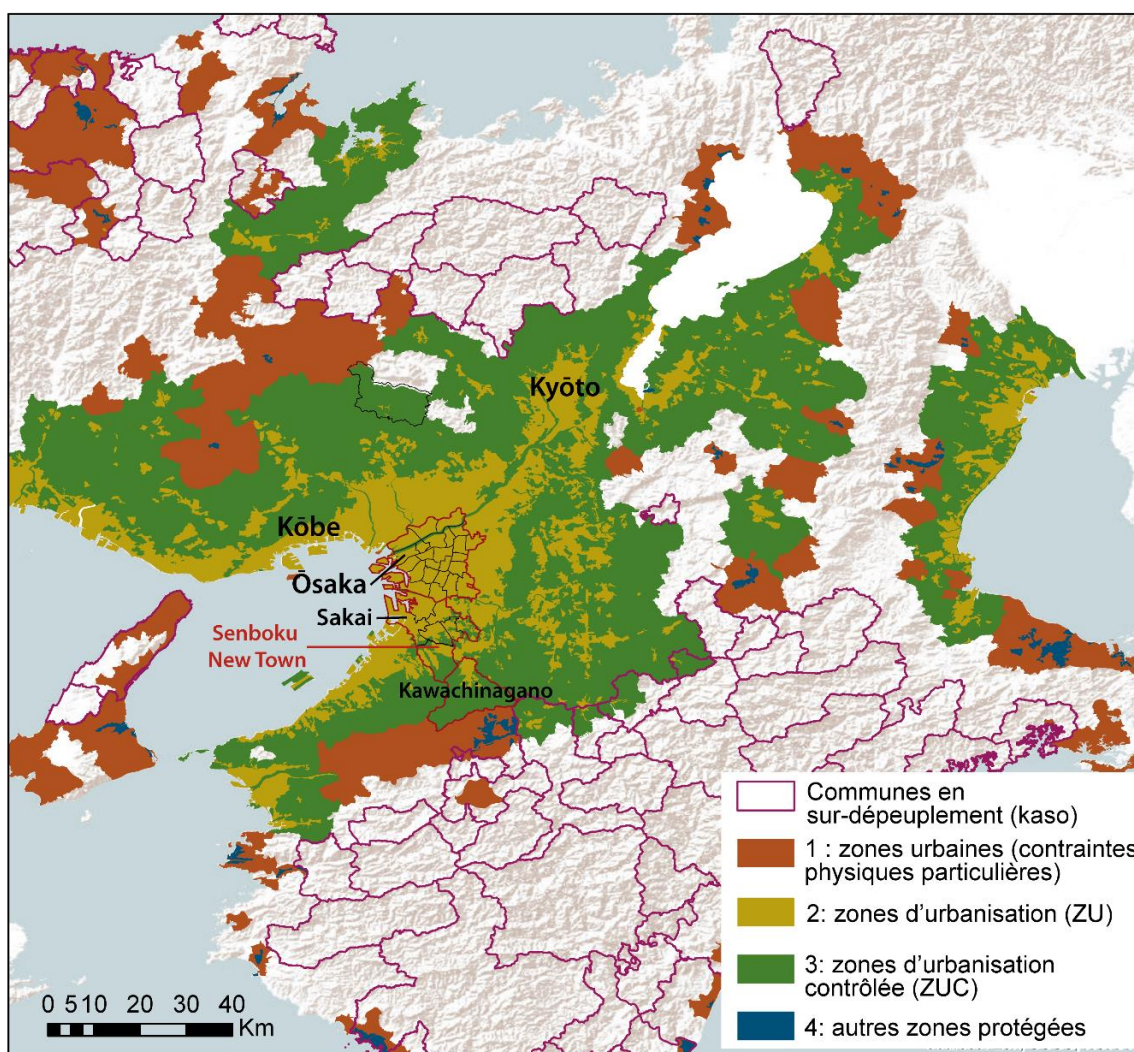 Kyōto
Kōbe
Ōsaka
Sakai
Senboku
New Town
Kawachinagano
Communes en
sur-dépeuplement (kaso)
1 : zones urbaines (contraintes
physiques particulières)
2: zones d'urbanisation (ZU)
3: zones d'urbanisation
contrôlée (ZUC)
4: autres zones protégées
0 5 10 20 30 40
Km